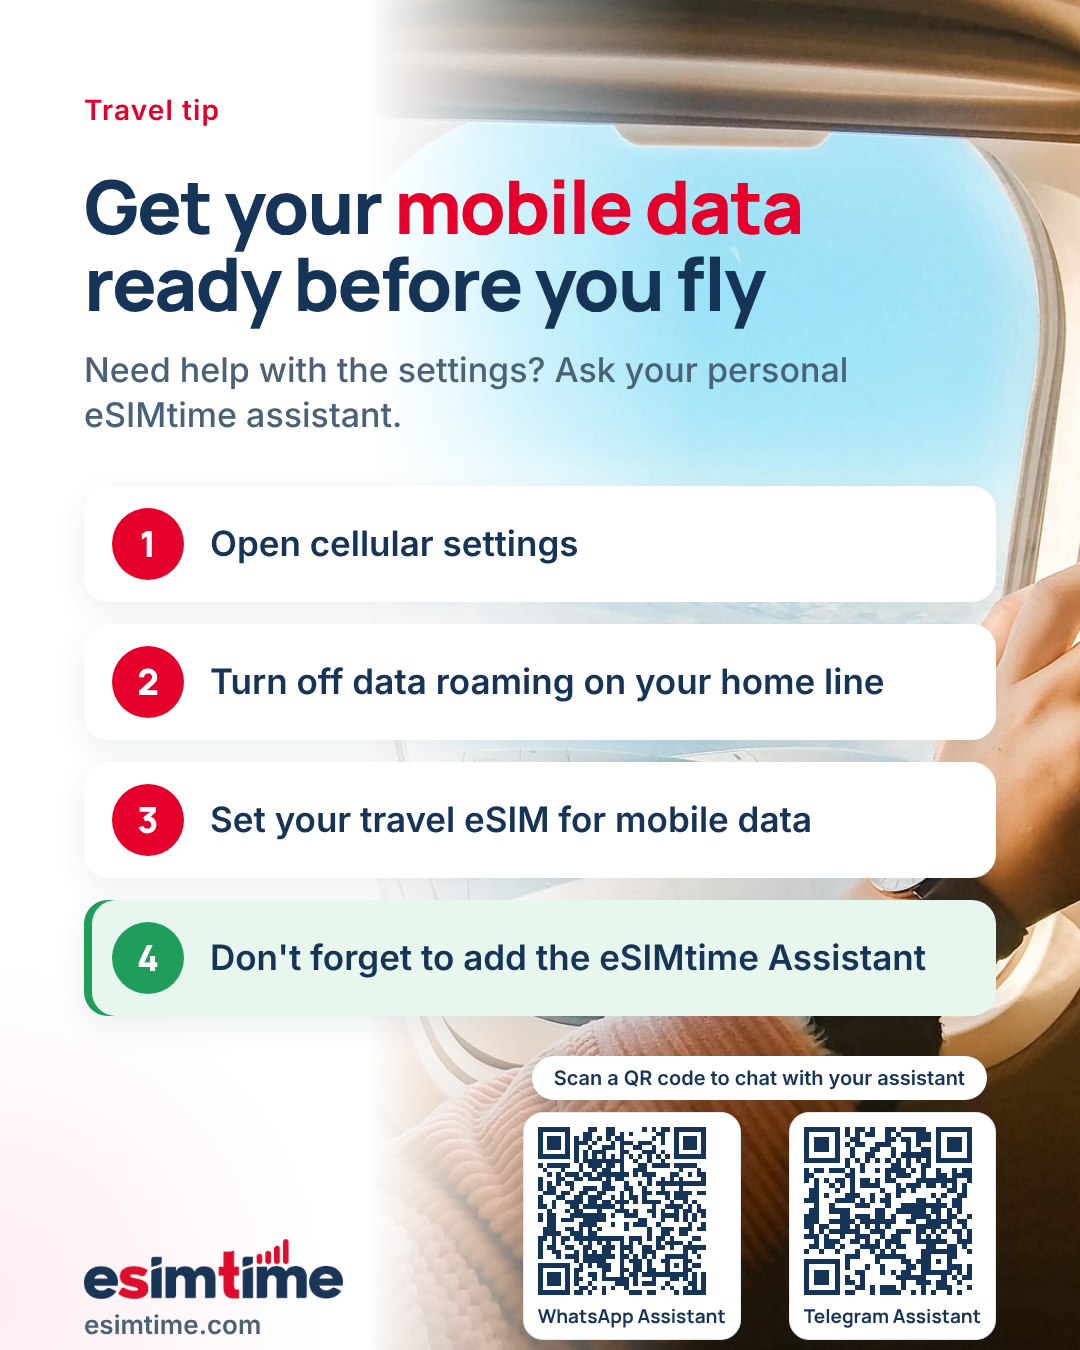 Travel tip
Get your mobile data
ready before you fly
Need help with the settings? Ask your personal
eSIMtime assistant.
1 Open cellular settings
2 Turn off data roaming on your home line
3 Set your travel eSIM for mobile data
4 Don't forget to add the eSIMtime Assistant
Scan a QR code to chat with your assistant
WhatsApp Assistant
Telegram Assistant
esimtime
esimtime.com